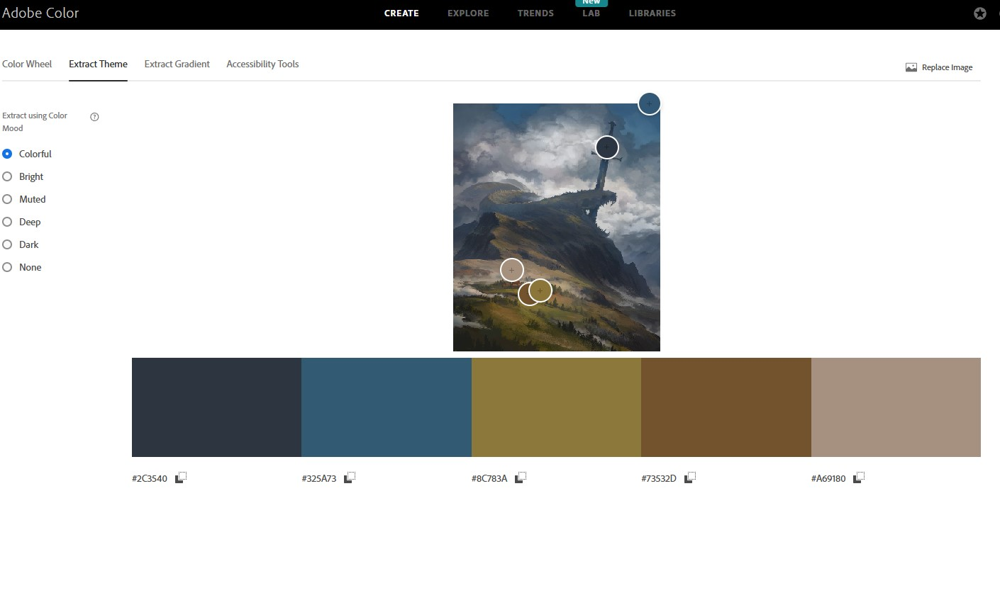 Adobe Color
CREATE
EXPLORE
TRENDS
New
LAB
LIBRARIES
Color Wheel
Extract Theme
Extract Gradient
Accessibility Tools
Replace Image
Extract using Color
Mood
Colorful
Bright
Muted
Deep
Dark
None
#2C3540
#325A73
#8C783A
#73532D
#A69180